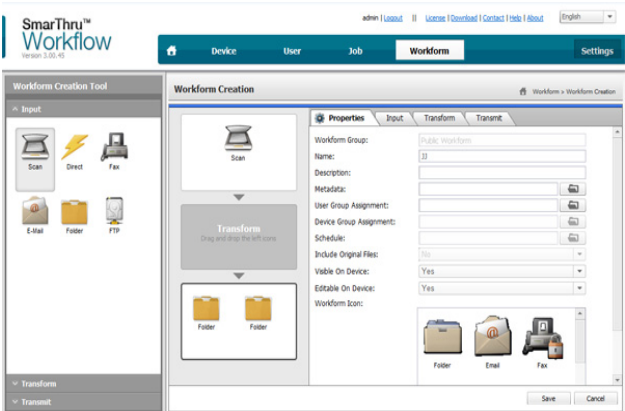 SmarThru™
Workflow
Version 3.00.45
admin | Logout || License | Download | Contact | Help | About English
Device User Job Workform Settings
Workform Creation Tool
Input
Scan Direct Fax
E-Mail Folder FTP
Transform
Transmit
Workform Creation
Workform > Workform Creation
Scan
Transform
Drag and drop the left icons
Folder Folder
Properties Input Transform Transmit
Workform Group: Public Workform
Name: JJ
Description:
Metadata:
User Group Assignment:
Device Group Assignment:
Schedule:
Include Original Files: No
Visible On Device: Yes
Editable On Device: Yes
Workform Icon:
Folder Email Fax
Save Cancel